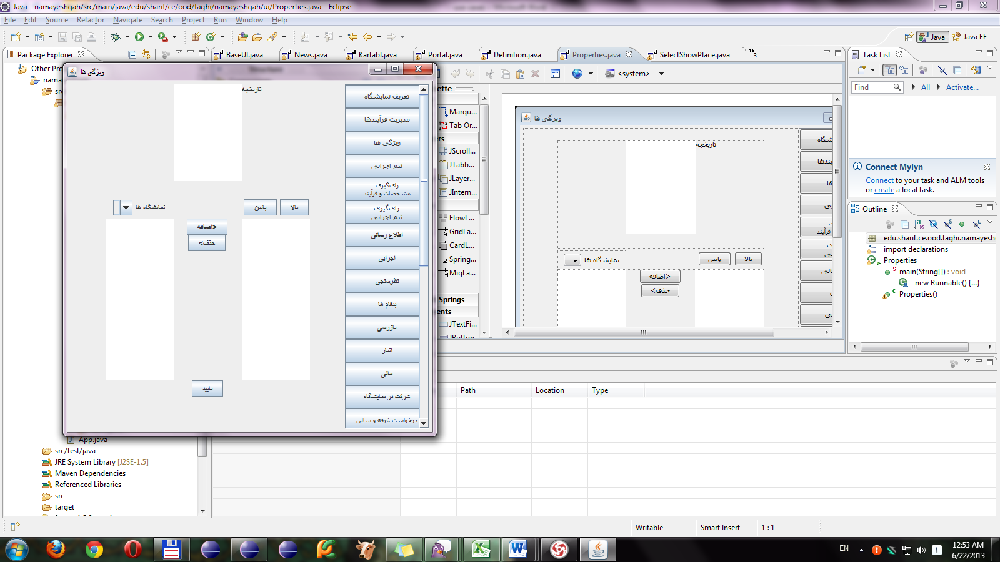 Java - namayeshgah/src/main/java/edu/sharif/ce/ood/taghi/namayeshgah/ui/Properties.java - Eclipse
File Edit Source Refactor Navigate Search Project Run Window Help
Java
Java EE
Package Explorer
BaseUI.java
News.java
Kartabl.java
Portal.java
Definition.java
Properties.java
SelectShowPlace.java
3
Task List
Other Pro
namay
src
<system>
Find
All
Activate...
ویژگی ها
تاریخچه
تعریف نمایشگاه
مدیریت فرآیندها
ویژگی ها
تیم اجرایی
رای‌گیری
مشخصات و فرآیند
رای‌گیری
تیم اجرایی
اطلاع رسانی
اجرایی
نظرسنجی
پیغام ها
بازرسی
انبار
مالی
شرکت در نمایشگاه
درخواست غرفه و سالن
نمایشگاه ها
پایین
بالا
اضافه>
حذف<
تایید
ette
Marqu...
Tab Or...
ers
JScroll...
JTabb...
JLayer...
JIntern...
FlowL...
GridLa...
CardL...
Spring...
MigLa...
Springs
ents
JTextFi...
JButton
ویژگی ها
تاریخچه
نمایشگاه ها
پایین
بالا
اضافه>
حذف<
شگاه
یندها
ها
یی
ی
فرآیند
ی
یی
انی
ی
ی
Connect Mylyn
Connect to your task and ALM tools
or create a local task.
Outline
edu.sharif.ce.ood.taghi.namayesh
import declarations
Properties
main(String[]) : void
new Runnable() {...}
Properties()
Path
Location
Type
App.java
src/test/java
JRE System Library [J2SE-1.5]
Maven Dependencies
Referenced Libraries
src
target
Writable
Smart Insert
1 : 1
EN
12:53 AM
6/22/2013